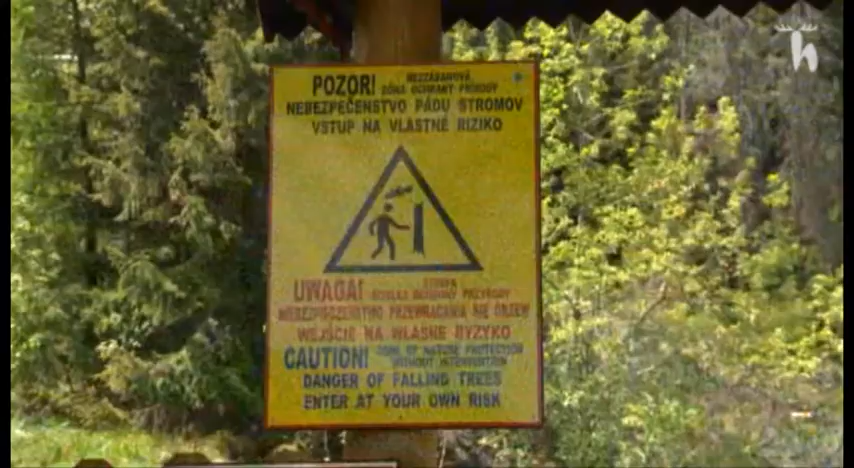 POZOR! BEZZÁSAHOVÁ
ZÓNA OCHRANY PRÍRODY
NEBEZPEČENSTVO PÁDU STROMOV
VSTUP NA VLASTNÉ RIZIKO
UWAGA! STREFA
ŚCISŁEJ OCHRONY PRZYRODY
NIEBEZPIECZEŃSTWO PRZEWRACANIA SIĘ DRZEW
WEJŚCIE NA WŁASNE RYZYKO
CAUTION! ZONE OF NATURE PROTECTION
WITHOUT INTERVENTION
DANGER OF FALLING TREES
ENTER AT YOUR OWN RISK
h